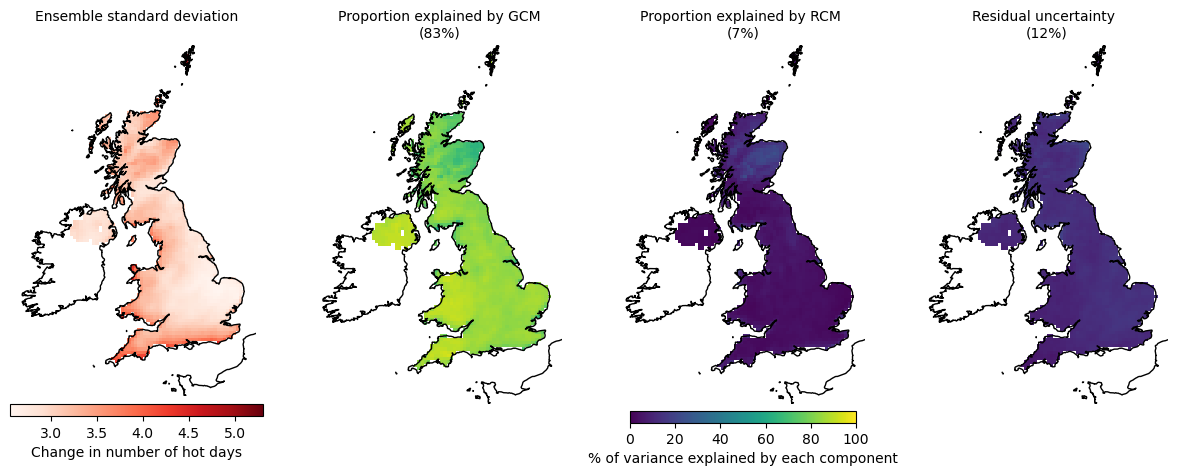 Ensemble standard deviation
Proportion explained by GCM
(83%)
Proportion explained by RCM
(7%)
Residual uncertainty
(12%)
3.0 3.5 4.0 4.5 5.0
Change in number of hot days
0 20 40 60 80 100
% of variance explained by each component